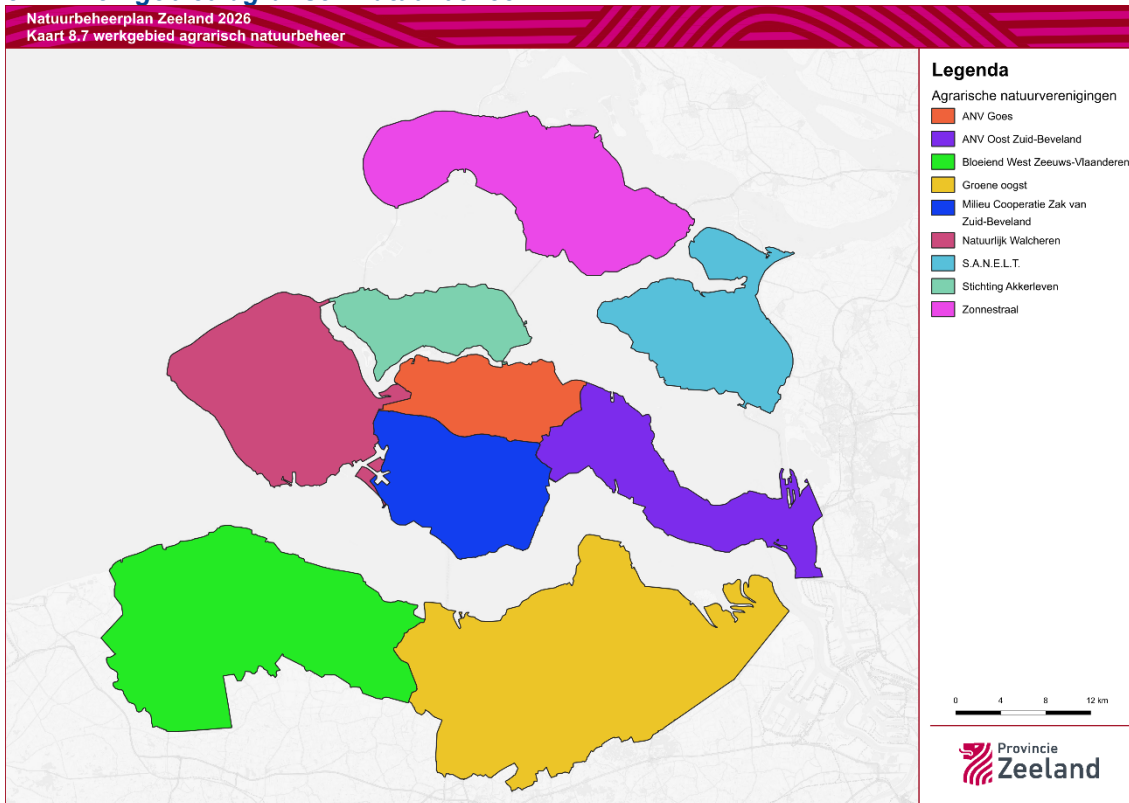 Natuurbeheerplan Zeeland 2026
Kaart 8.7 werkgebied agrarisch natuurbeheer
Legenda
Agrarische natuurverenigingen
ANV Goes
ANV Oost Zuid-Beveland
Bloeiend West Zeeuws-Vlaanderen
Groene oogst
Milieu Cooperatie Zak van
Zuid-Beveland
Natuurlijk Walcheren
S.A.N.E.L.T.
Stichting Akkerleven
Zonnestraal
0 4 8 12 km
Provincie
Zeeland